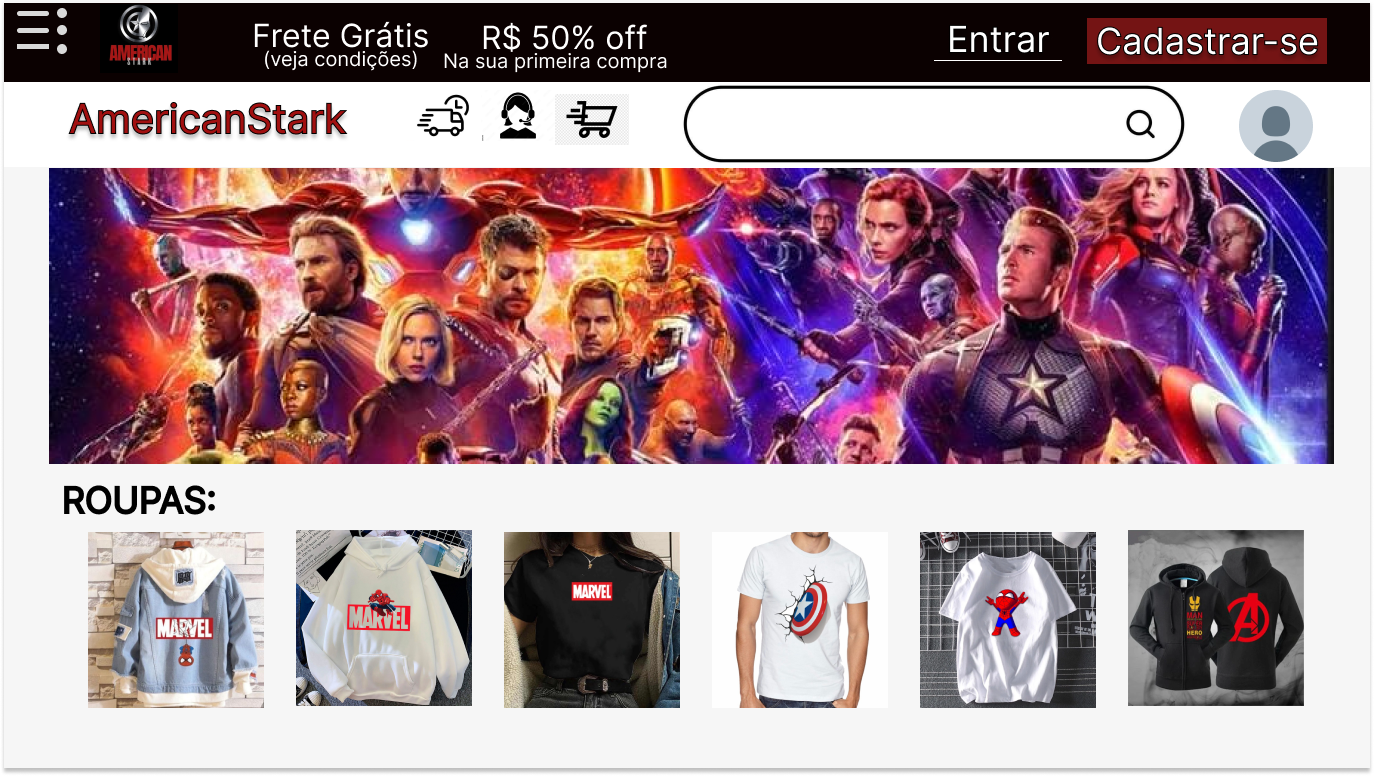 AMERICAN
STARK
Frete Grátis
(veja condições)
R$ 50% off
Na sua primeira compra
Entrar
Cadastrar-se
AmericanStark
ROUPAS:
MARVEL
MARVEL
MARVEL
MAN
HERO